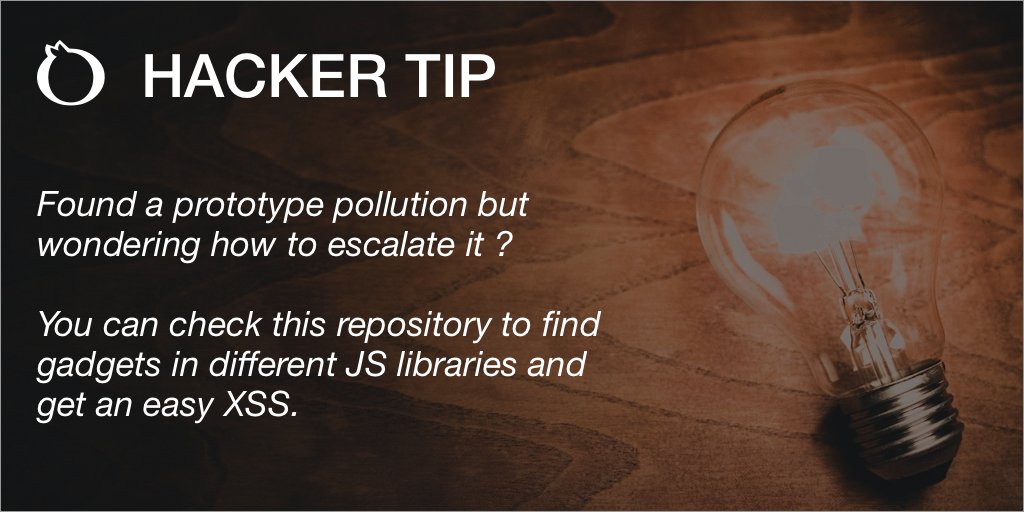 HACKER TIP
Found a prototype pollution but
wondering how to escalate it ?
You can check this repository to find
gadgets in different JS libraries and
get an easy XSS.